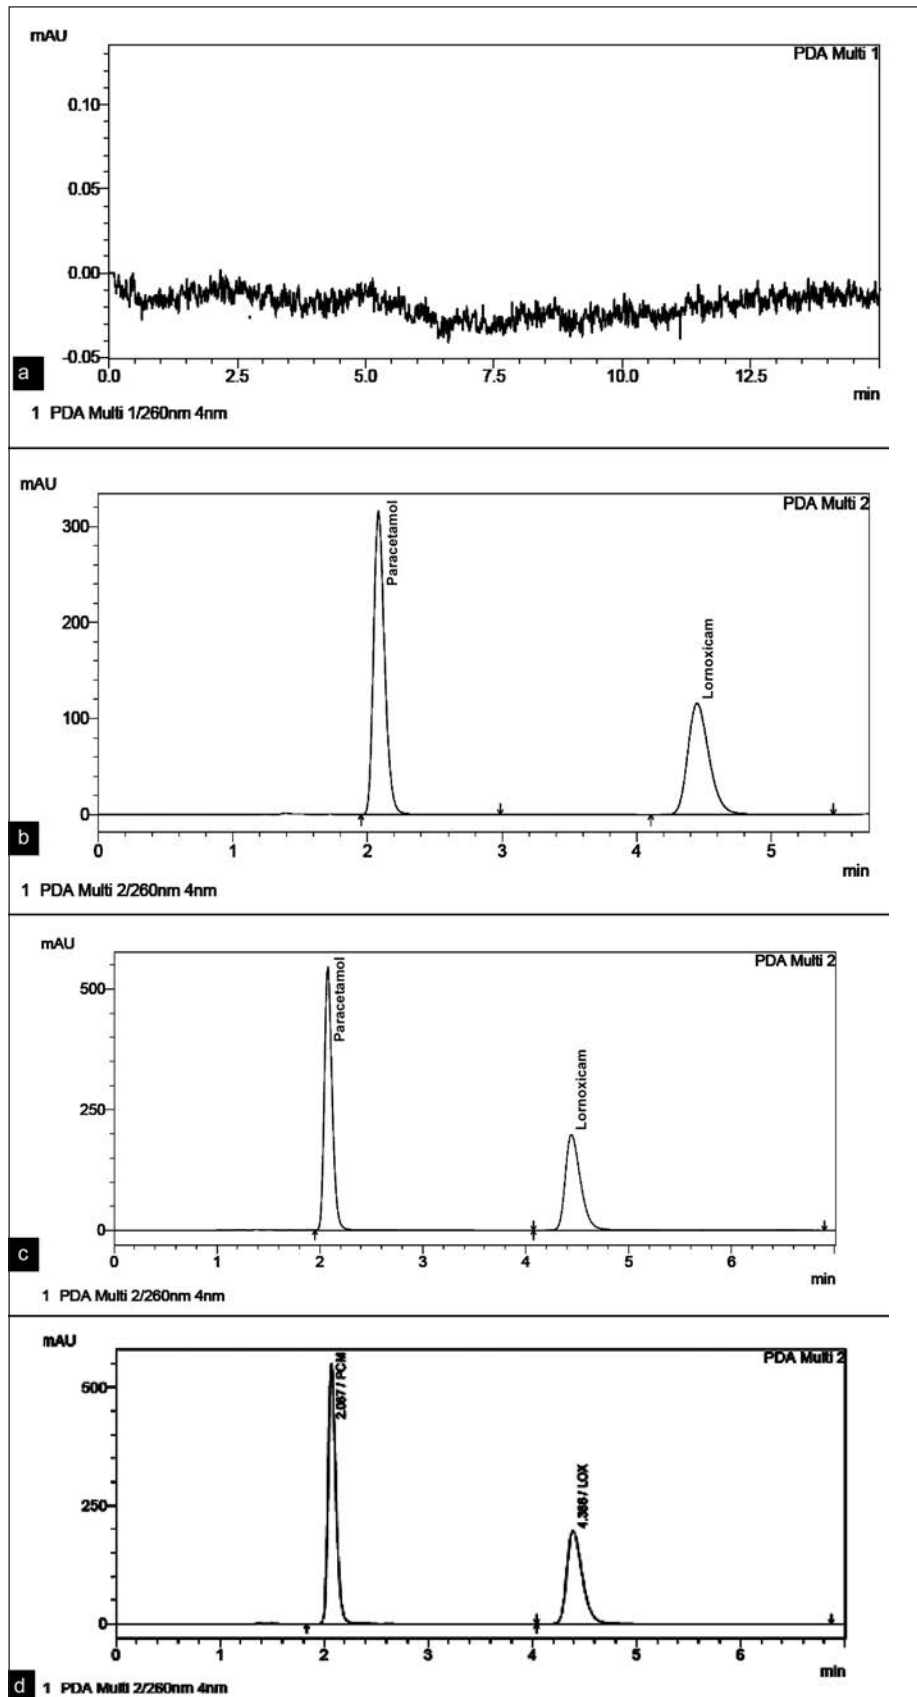 mAU
PDA Multi 1
0.10
0.05
0.00
-0.05
0.0 2.5 5.0 7.5 10.0 12.5
min
a
1 PDA Multi 1/260nm 4nm
mAU
PDA Multi 2
300
200
100
0
Paracetamol
Lornoxicam
0 1 2 3 4 5
min
b
1 PDA Multi 2/260nm 4nm
mAU
PDA Multi 2
500
250
0
Paracetamol
Lornoxicam
0 1 2 3 4 5 6
min
c
1 PDA Multi 2/260nm 4nm
mAU
PDA Multi 2
500
250
0
2.067 / PCM
/ LOX
0 1 2 3 4 5 6
min
d
1 PDA Multi 2/260nm 4nm